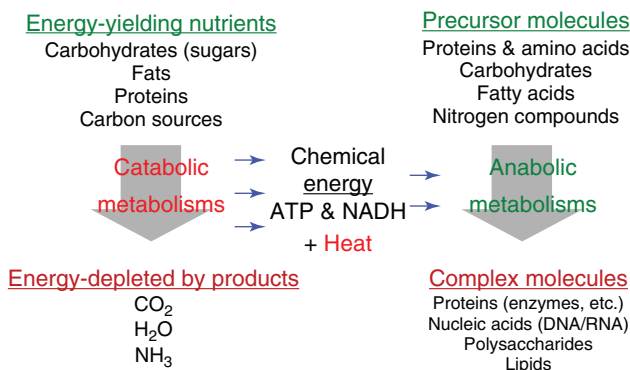 Energy-yielding nutrients
Carbohydrates (sugars)
Fats
Proteins
Carbon sources
Catabolic
metabolisms
Energy-depleted by products
CO₂
H₂O
NH₃
Chemical
energy
ATP & NADH
+ Heat
Precursor molecules
Proteins & amino acids
Carbohydrates
Fatty acids
Nitrogen compounds
Anabolic
metabolisms
Complex molecules
Proteins (enzymes, etc.)
Nucleic acids (DNA/RNA)
Polysaccharides
Lipids